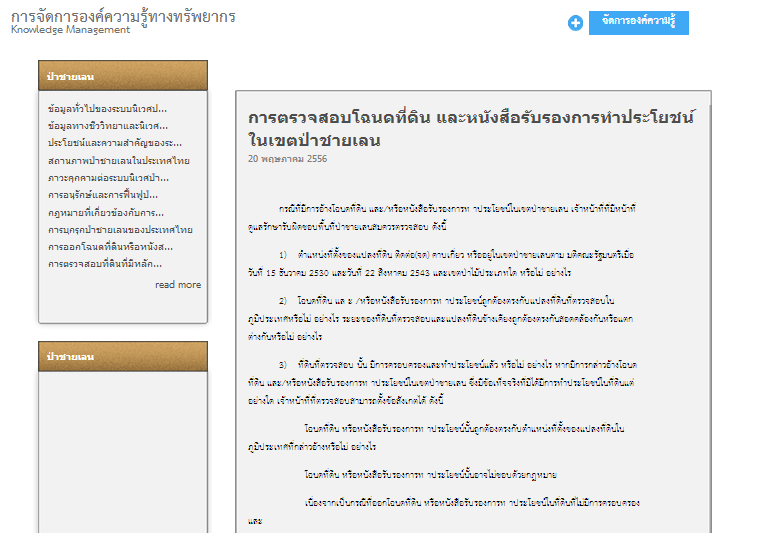 การจัดการองค์ความรู้ทางทรัพยากร
Knowledge Management
จัดการองค์ความรู้
ป่าชายเลน
ข้อมูลทั่วไปของระบบนิเวศป...
ข้อมูลทางชีววิทยาและนิเวศ...
ประโยชน์และความสำคัญของระ...
สถานภาพป่าชายเลนในประเทศไทย
ภาวะคุกคามต่อระบบนิเวศป่า...
การอนุรักษ์และการฟื้นฟูป่...
กฎหมายที่เกี่ยวข้องกับการ...
การบุกรุกป่าชายเลนของประเทศไทย
การออกโฉนดที่ดินหรือหนังส...
การตรวจสอบที่ดินที่มีหลัก...
read more
ป่าชายเลน
การตรวจสอบโฉนดที่ดิน และหนังสือรับรองการทำประโยชน์
ในเขตป่าชายเลน
20 พฤษภาคม 2556
กรณีที่มีการอ้างโฉนดที่ดิน และ/หรือหนังสือรับรองการท าประโยชน์ในเขตป่าชายเลน เจ้าหน้าที่ที่มีหน้าที่
ดูแลรักษารับผิดชอบพื้นที่ป่าชายเลนสมควรตรวจสอบ ดังนี้
1) ตำแหน่งที่ตั้งของแปลงที่ดิน ติดต่อ(จด) คาบเกี่ยว หรืออยู่ในเขตป่าชายเลนตาม มติคณะรัฐมนตรีเมื่อ
วันที่ 15 ธันวาคม 2530 และวันที่ 22 สิงหาคม 2543 และเขตป่าไม้ประเภทใด หรือไม่ อย่างไร
2) โฉนดที่ดิน แล ะ /หรือหนังสือรับรองการท าประโยชน์ถูกต้องตรงกับแปลงที่ดินที่ตรวจสอบใน
ภูมิประเทศหรือไม่ อย่างไร ระยะของที่ดินที่ตรวจสอบและแปลงที่ดินข้างเคียงถูกต้องตรงกันสอดคล้องกันหรือแตก
ต่างกันหรือไม่ อย่างไร
3) ที่ดินที่ตรวจสอบ นั้น มีการครอบครองและทำประโยชน์แล้ว หรือไม่ อย่างไร หากมีการกล่าวอ้างโฉนด
ที่ดิน และ/หรือหนังสือรับรองการท าประโยชน์ในเขตป่าชายเลน ซึ่งมีข้อเท็จจริงที่มิได้มีการทำประโยชน์ในที่ดินแต่
อย่างใด เจ้าหน้าที่ที่ตรวจสอบสามารถตั้งข้อสังเกตได้ ดังนี้
โฉนดที่ดิน หรือหนังสือรับรองการท าประโยชน์นั้นถูกต้องตรงกับตำแหน่งที่ตั้งของแปลงที่ดินใน
ภูมิประเทศที่กล่าวอ้างหรือไม่ อย่างไร
โฉนดที่ดิน หรือหนังสือรับรองการท าประโยชน์นั้นอาจไม่ชอบด้วยกฎหมาย
เนื่องจากเป็นกรณีที่ออกโฉนดที่ดิน หรือหนังสือรับรองการท าประโยชน์ในที่ดินที่ไม่มีการครอบครอง
และ